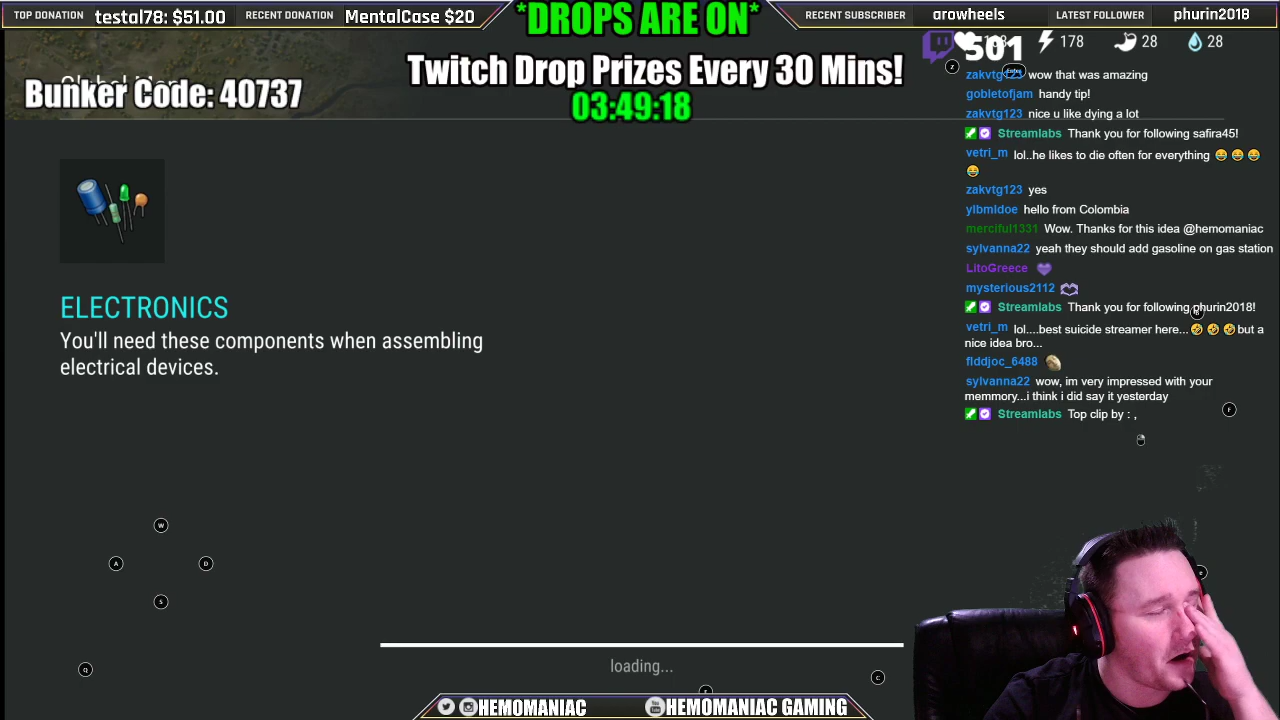 TOP DONATION testal78: $51.00 RECENT DONATION MentalCase $20 *DROPS ARE ON* RECENT SUBSCRIBER arowheels LATEST FOLLOWER phurin2018
501 178 28 28
Twitch Drop Prizes Every 30 Mins!
03:49:18
Bunker Code: 40737
zakvtg123 wow that was amazing
gobletofjam handy tip!
zakvtg123 nice u like dying a lot
Streamlabs Thank you for following safira45!
vetri_m lol..he likes to die often for everything
zakvtg123 yes
ylbmldoe hello from Colombia
merciful1331 Wow. Thanks for this idea @hemomaniac
sylvanna22 yeah they should add gasoline on gas station
LitoGreece
mysterious2112
Streamlabs Thank you for following phurin2018!
vetri_m lol....best suicide streamer here... but a
nice idea bro...
flddjoc_6488
sylvanna22 wow, im very impressed with your
memmory...i think i did say it yesterday
Streamlabs Top clip by : ,
ELECTRONICS
You'll need these components when assembling
electrical devices.
Z
F
W
A D
S
Q
C
loading...
HEMOMANIAC HEMOMANIAC GAMING